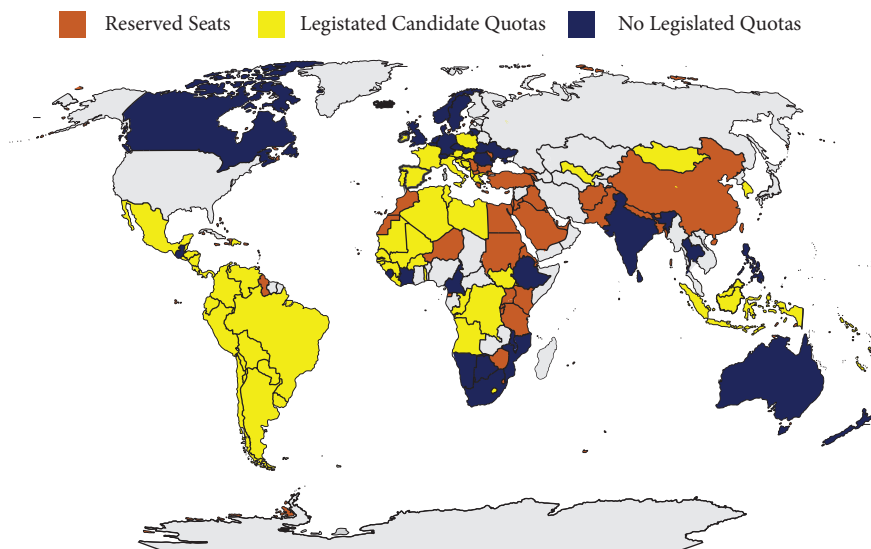 Reserved Seats
Legistated Candidate Quotas
No Legislated Quotas